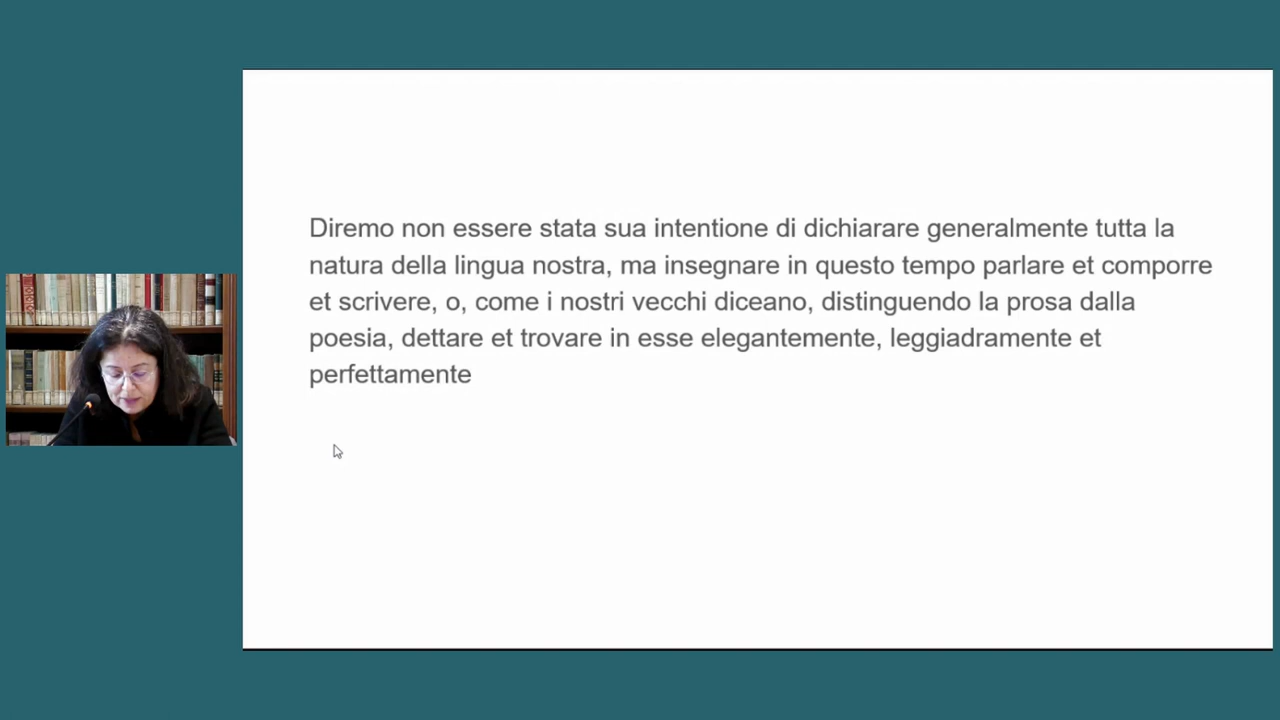 Diremo non essere stata sua intentione di dichiarare generalmente tutta la
natura della lingua nostra, ma insegnare in questo tempo parlare et comporre
et scrivere, o, come i nostri vecchi diceano, distinguendo la prosa dalla
poesia, dettare et trovare in esse elegantemente, leggiadramente et
perfettamente